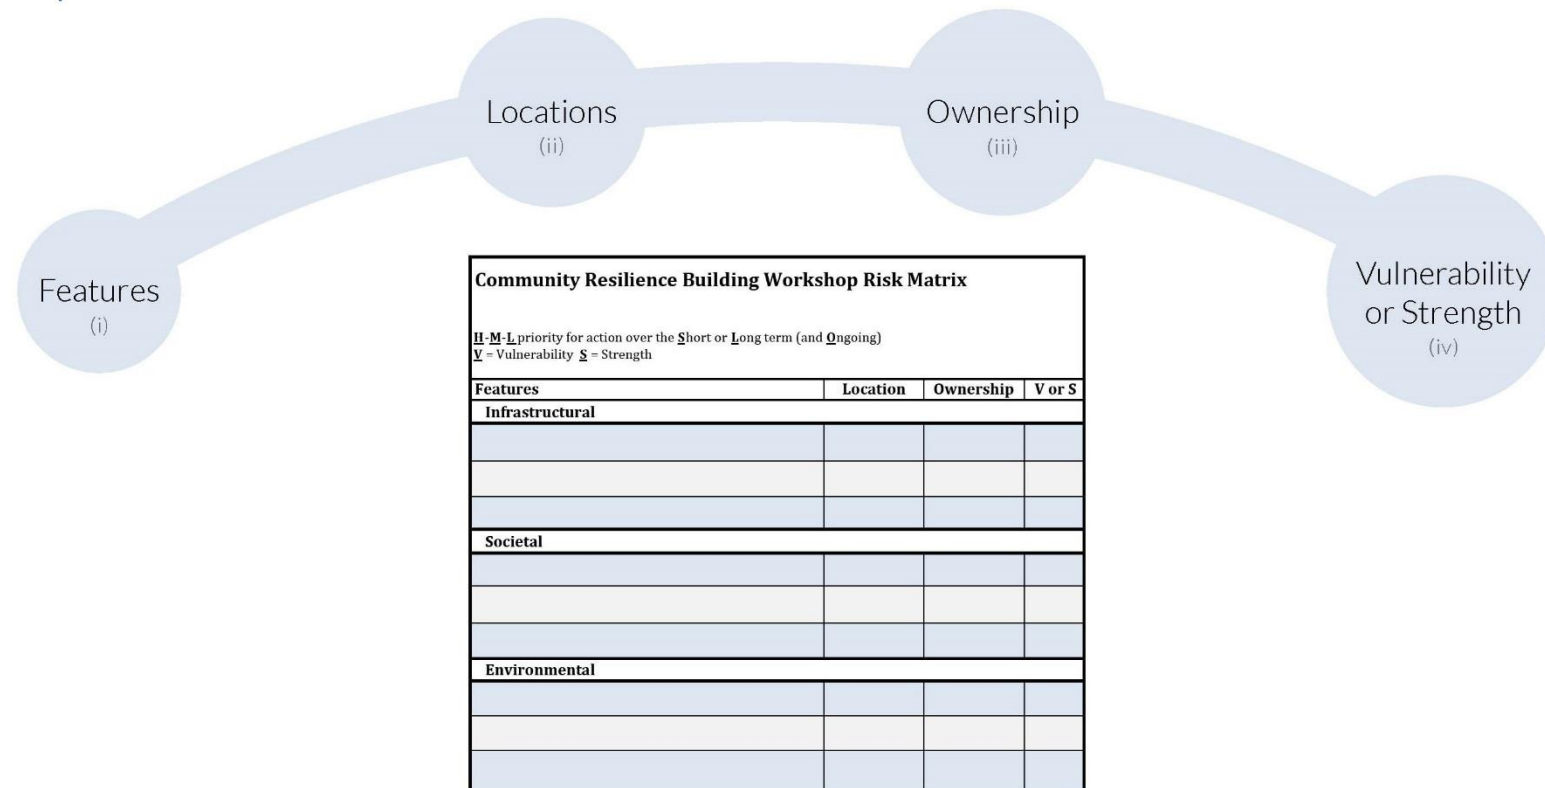 Locations
(ii)
Ownership
(iii)
Features
(i)
Vulnerability
or Strength
(iv)
Community Resilience Building Workshop Risk Matrix
H-M-L priority for action over the Short or Long term (and Ongoing)
V = Vulnerability S = Strength
Features Location Ownership V or S
Infrastructural
Societal
Environmental